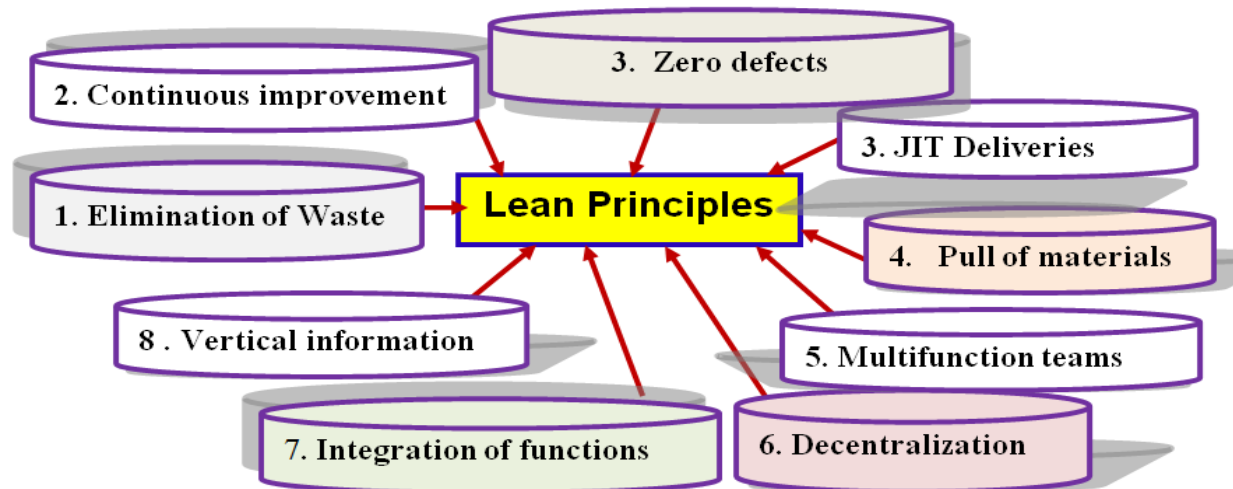 3. Zero defects
2. Continuous improvement
3. JIT Deliveries
Lean Principles
1. Elimination of Waste
4. Pull of materials
8 . Vertical information
5. Multifunction teams
7. Integration of functions
6. Decentralization